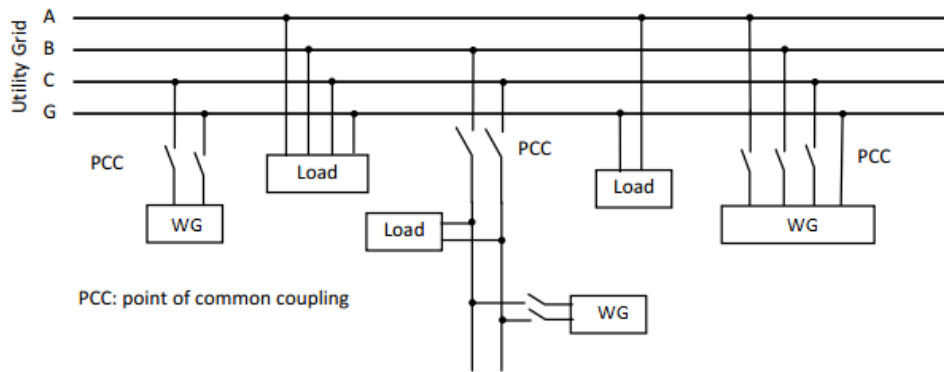 Utility Grid
A
B
C
G
PCC
Load
PCC
Load
PCC
WG
Load
WG
PCC: point of common coupling
WG